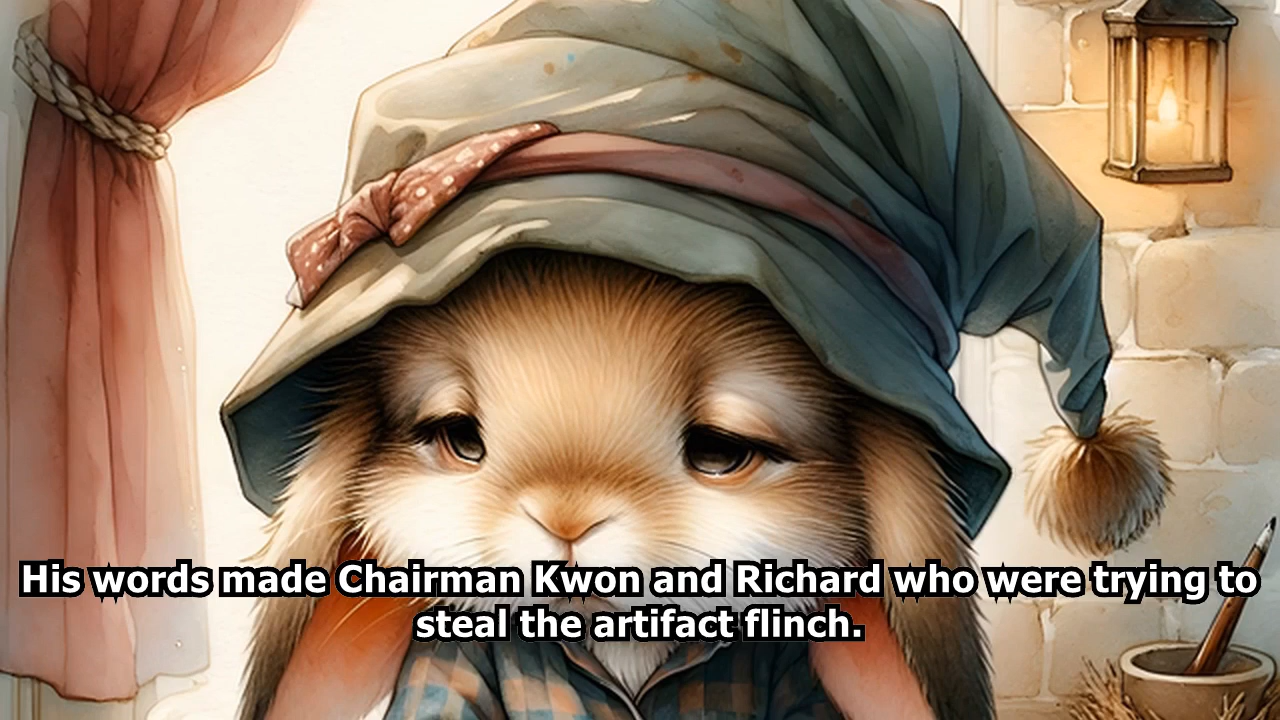 His words made Chairman Kwon and Richard who were trying to
steal the artifact flinch.